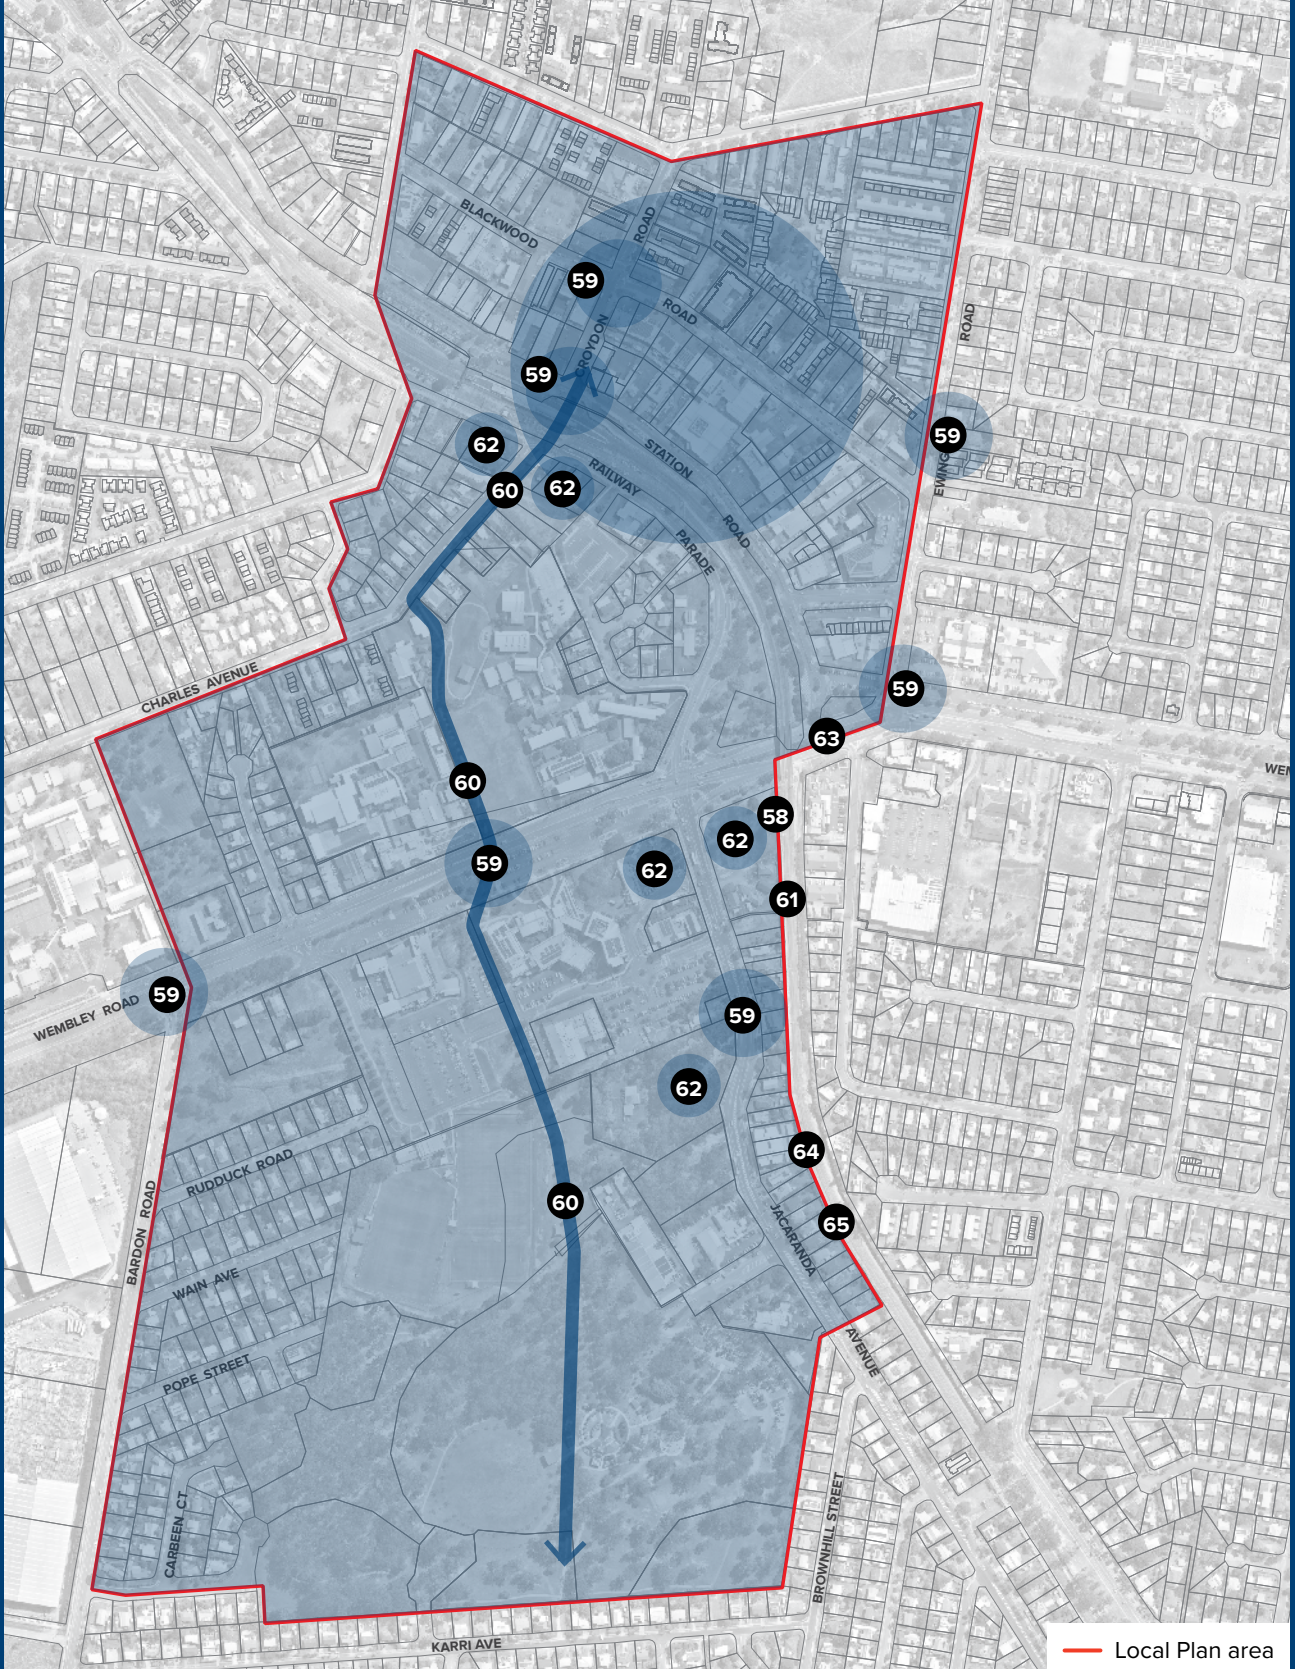 BLACKWOOD
ROAD
59
ROAD
CROYDON
ROAD
59
59
62
STATION
RAILWAY
62
60
EWING
ROAD
PARADE
CHARLES AVENUE
59
63
60
WEM
58
62
59
62
61
59
WEMBLEY ROAD
59
62
64
RUDDUCK ROAD
60
65
BARDON ROAD
JACARANDA
WAIN AVE
AVENUE
POPE STREET
BROWNHILL STREET
CARBEEN CT
KARRI AVE
Local Plan area